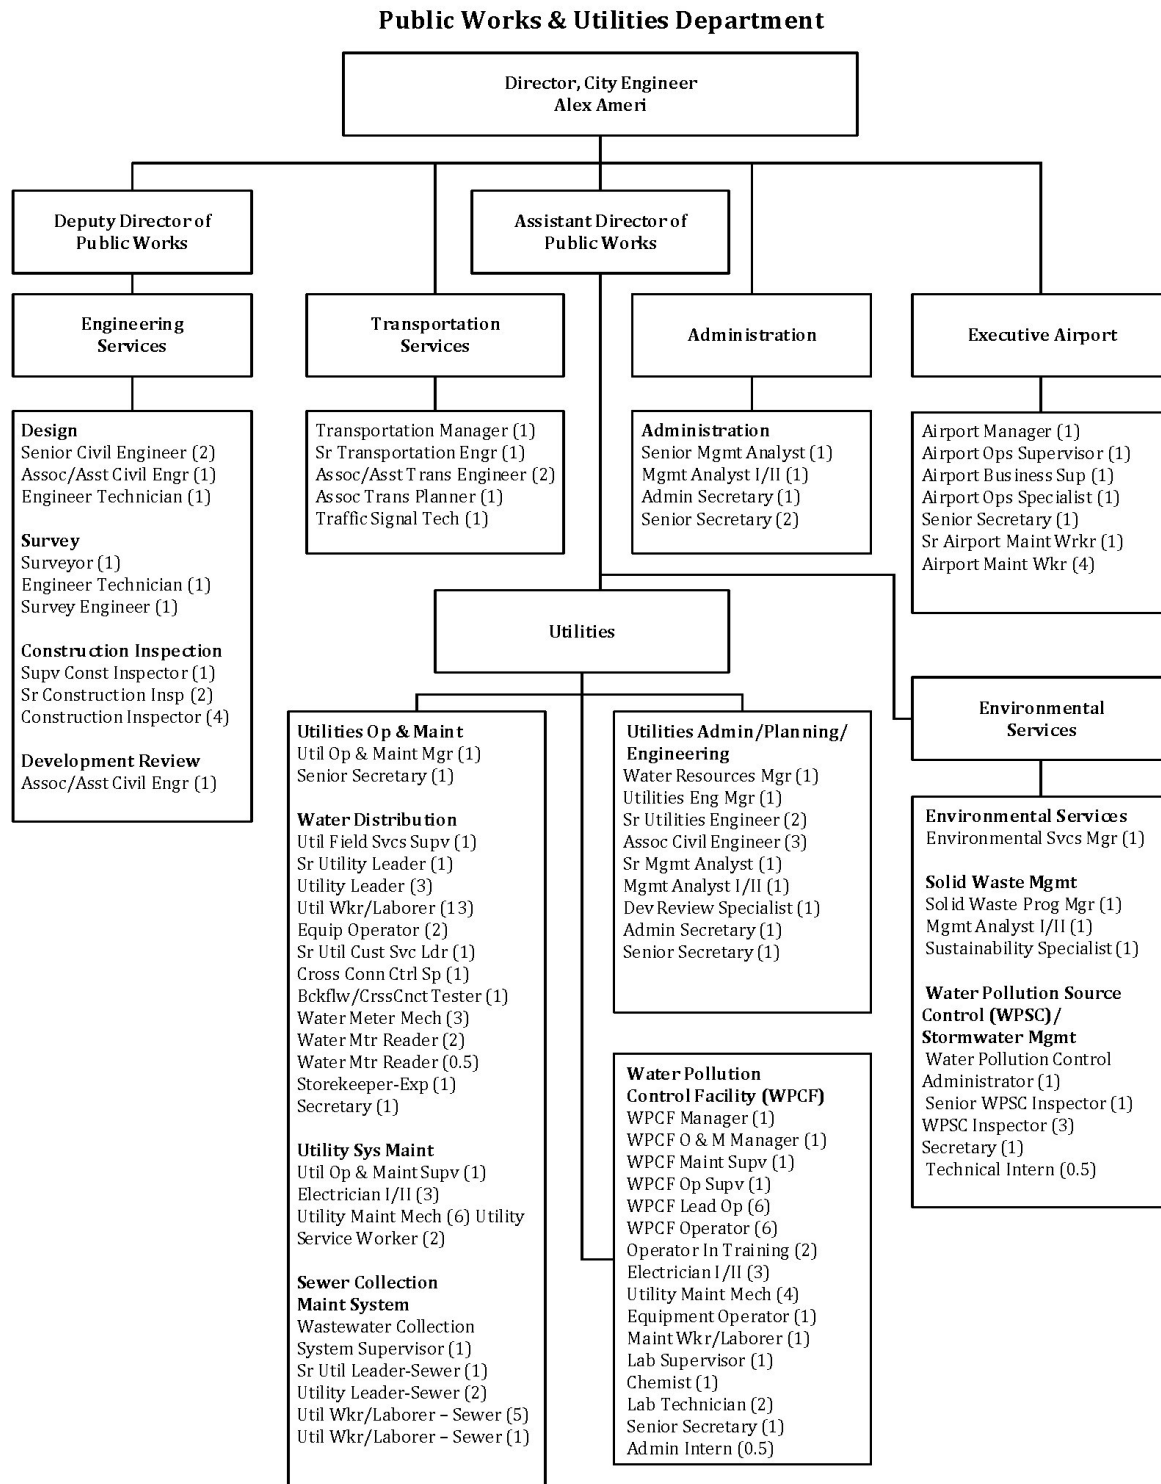 Public Works & Utilities Department
Director, City Engineer
Alex Ameri
Deputy Director of
Public Works
Assistant Director of
Public Works
Engineering
Services
Transportation
Services
Administration
Executive Airport
Design
Senior Civil Engineer (2)
Assoc/Asst Civil Engr (1)
Engineer Technician (1)
Survey
Surveyor (1)
Engineer Technician (1)
Survey Engineer (1)
Construction Inspection
Supv Const Inspector (1)
Sr Construction Insp (2)
Construction Inspector (4)
Development Review
Assoc/Asst Civil Engr (1)
Transportation Manager (1)
Sr Transportation Engr (1)
Assoc/Asst Trans Engineer (2)
Assoc Trans Planner (1)
Traffic Signal Tech (1)
Administration
Senior Mgmt Analyst (1)
Mgmt Analyst I/II (1)
Admin Secretary (1)
Senior Secretary (2)
Airport Manager (1)
Airport Ops Supervisor (1)
Airport Business Sup (1)
Airport Ops Specialist (1)
Senior Secretary (1)
Sr Airport Maint Wrkr (1)
Airport Maint Wkr (4)
Utilities
Environmental
Services
Utilities Op & Maint
Util Op & Maint Mgr (1)
Senior Secretary (1)
Water Distribution
Util Field Svcs Supv (1)
Sr Utility Leader (1)
Utility Leader (3)
Util Wkr/Laborer (13)
Equip Operator (2)
Sr Util Cust Svc Ldr (1)
Cross Conn Ctrl Sp (1)
Bckflw/CrssCnct Tester (1)
Water Meter Mech (3)
Water Mtr Reader (2)
Water Mtr Reader (0.5)
Storekeeper-Exp (1)
Secretary (1)
Utility Sys Maint
Util Op & Maint Supv (1)
Electrician I/II (3)
Utility Maint Mech (6) Utility
Service Worker (2)
Sewer Collection
Maint System
Wastewater Collection
System Supervisor (1)
Sr Util Leader-Sewer (1)
Utility Leader-Sewer (2)
Util Wkr/Laborer – Sewer (5)
Util Wkr/Laborer – Sewer (1)
Utilities Admin/Planning/
Engineering
Water Resources Mgr (1)
Utilities Eng Mgr (1)
Sr Utilities Engineer (2)
Assoc Civil Engineer (3)
Sr Mgmt Analyst (1)
Mgmt Analyst I/II (1)
Dev Review Specialist (1)
Admin Secretary (1)
Senior Secretary (1)
Water Pollution
Control Facility (WPCF)
WPCF Manager (1)
WPCF O & M Manager (1)
WPCF Maint Supv (1)
WPCF Op Supv (1)
WPCF Lead Op (6)
WPCF Operator (6)
Operator In Training (2)
Electrician I/II (3)
Utility Maint Mech (4)
Equipment Operator (1)
Maint Wkr/Laborer (1)
Lab Supervisor (1)
Chemist (1)
Lab Technician (2)
Senior Secretary (1)
Admin Intern (0.5)
Environmental Services
Environmental Svcs Mgr (1)
Solid Waste Mgmt
Solid Waste Prog Mgr (1)
Mgmt Analyst I/II (1)
Sustainability Specialist (1)
Water Pollution Source
Control (WPSC)/
Stormwater Mgmt
Water Pollution Control
Administrator (1)
Senior WPSC Inspector (1)
WPSC Inspector (3)
Secretary (1)
Technical Intern (0.5)